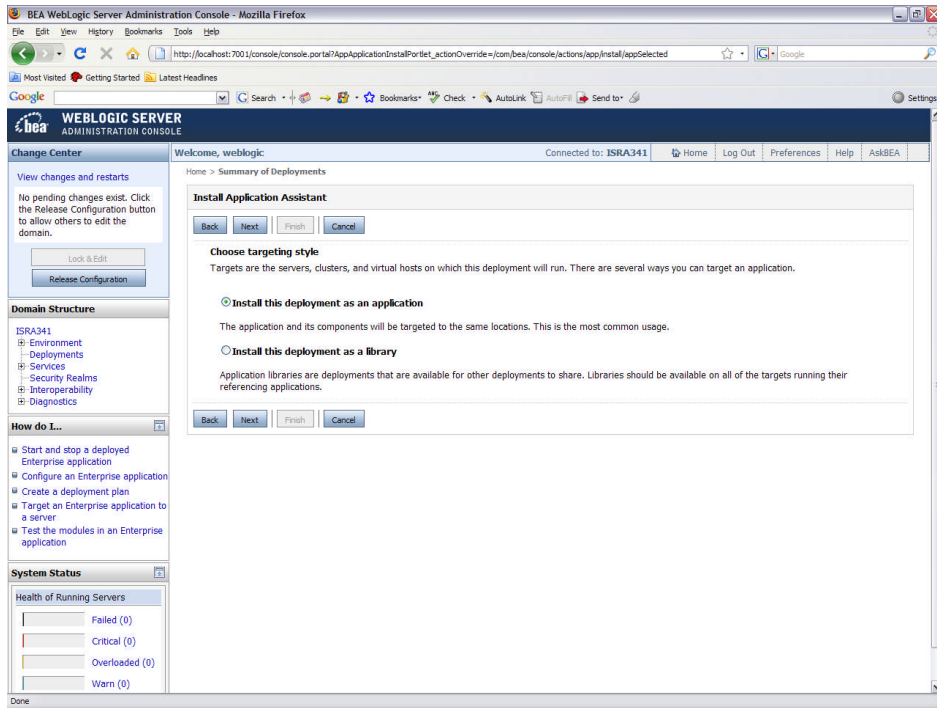 BEA WebLogic Server Administration Console - Mozilla Firefox
File Edit View History Bookmarks Tools Help
http://localhost:7001/console/console.portal?AppApplicationInstallPortlet_actionOverride=/com/bea/console/actions/app/install/appSelected
Google
Most Visited Getting Started Latest Headlines
Google Search Bookmarks Check AutoLink AutoFill Send to Settings
bea WEBLOGIC SERVER
ADMINISTRATION CONSOLE
Change Center
View changes and restarts
No pending changes exist. Click
the Release Configuration button
to allow others to edit the
domain.
Lock & Edit
Release Configuration
Domain Structure
ISRA341
Environment
Deployments
Services
Security Realms
Interoperability
Diagnostics
How do I...
Start and stop a deployed
Enterprise application
Configure an Enterprise application
Create a deployment plan
Target an Enterprise application to
a server
Test the modules in an Enterprise
application
System Status
Health of Running Servers
Failed (0)
Critical (0)
Overloaded (0)
Warn (0)
Welcome, weblogic Connected to: ISRA341 Home Log Out Preferences Help AskBEA
Home > Summary of Deployments
Install Application Assistant
Back Next Finish Cancel
Choose targeting style
Targets are the servers, clusters, and virtual hosts on which this deployment will run. There are several ways you can target an application.
Install this deployment as an application
The application and its components will be targeted to the same locations. This is the most common usage.
Install this deployment as a library
Application libraries are deployments that are available for other deployments to share. Libraries should be available on all of the targets running their
referencing applications.
Back Next Finish Cancel
Done